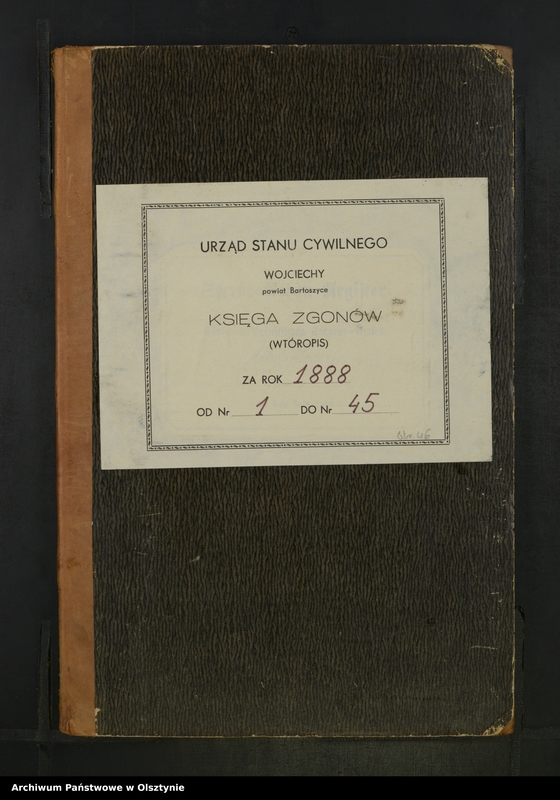 URZĄD STANU CYWILNEGO
WOJCIECHY
powiat Bartoszyce
KSIĘGA ZGONÓW
(WTÓROPIS)
ZA ROK 1888
OD Nr 1 DO Nr 45
Archiwum Państwowe w Olsztynie